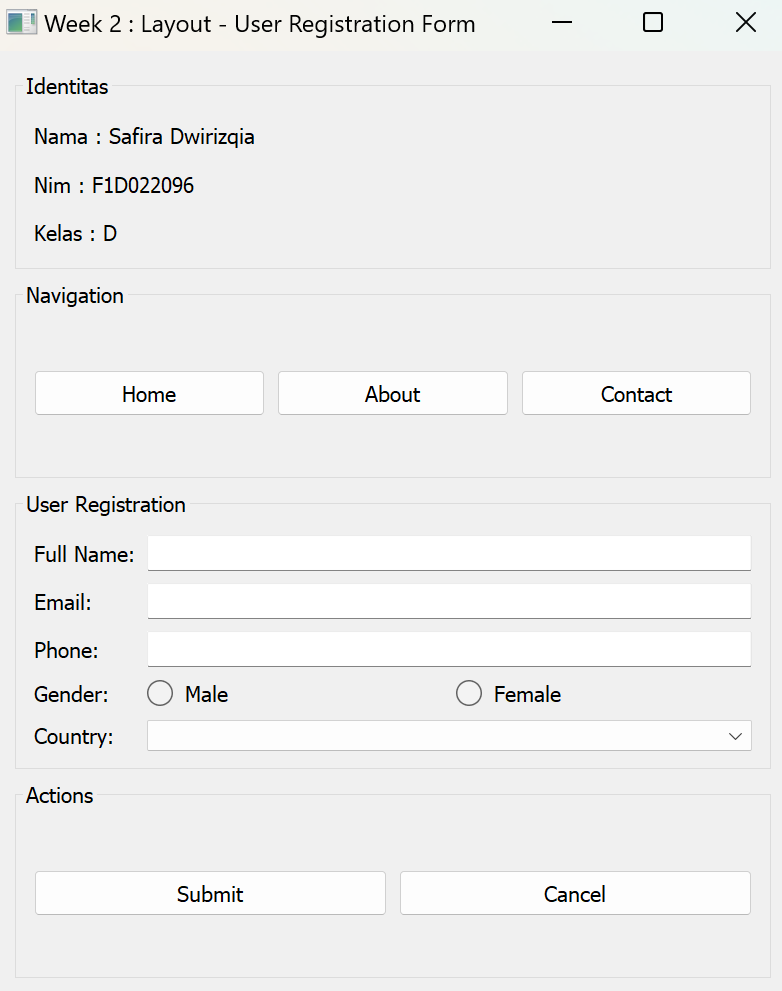 Week 2 : Layout - User Registration Form
Identitas
Nama : Safira Dwirizqia
Nim : F1D022096
Kelas : D
Navigation
Home About Contact
User Registration
Full Name:
Email:
Phone:
Gender: Male Female
Country:
Actions
Submit Cancel